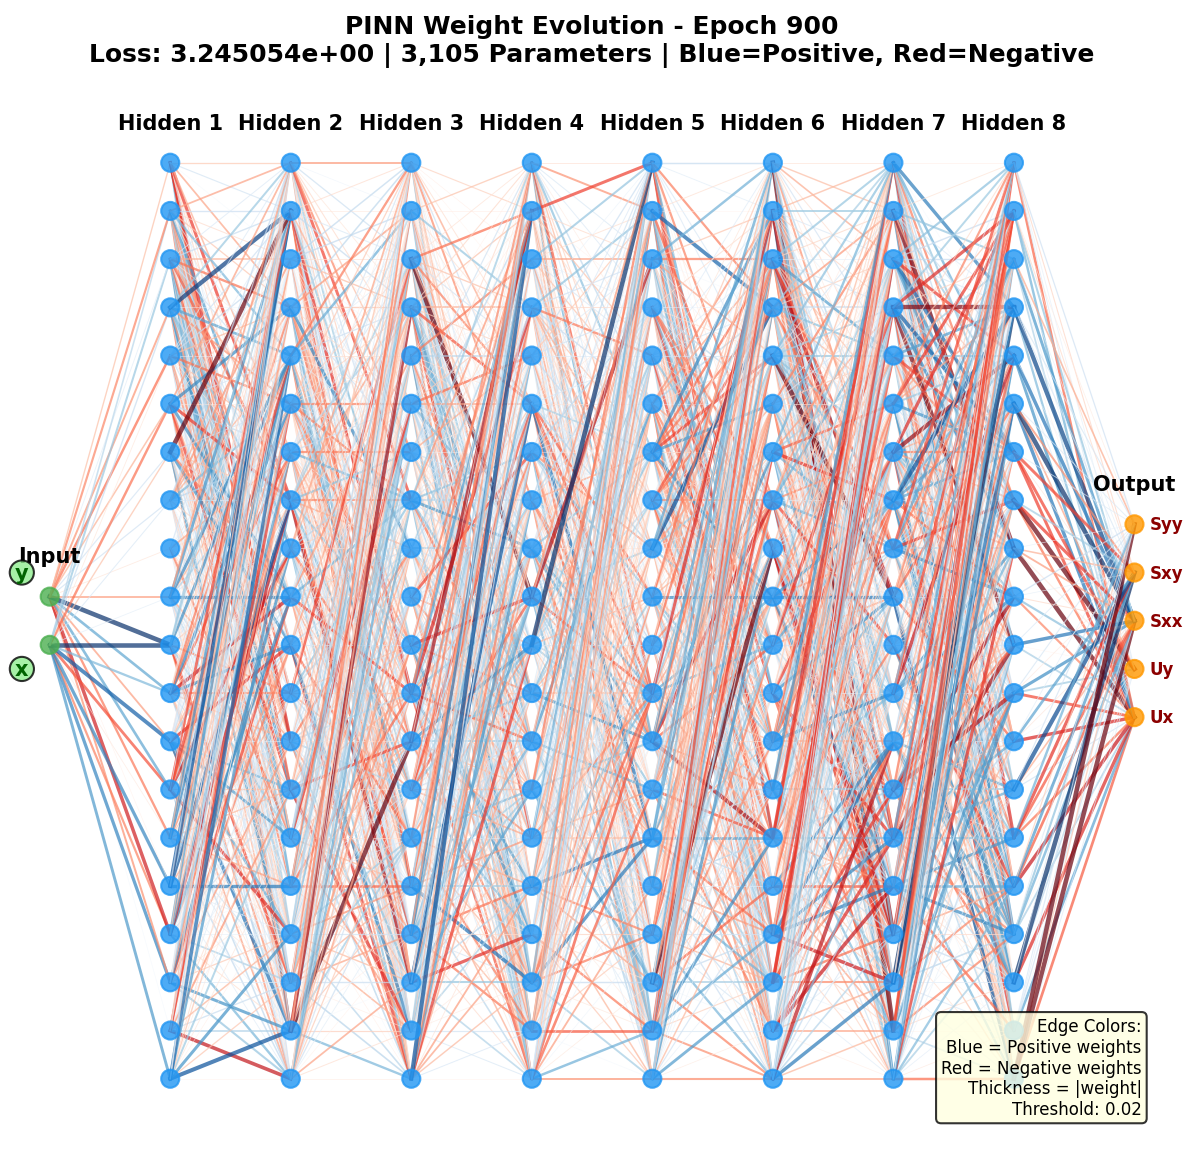 PINN Weight Evolution - Epoch 900
Loss: 3.245054e+00 | 3,105 Parameters | Blue=Positive, Red=Negative
Hidden 1 Hidden 2 Hidden 3 Hidden 4 Hidden 5 Hidden 6 Hidden 7 Hidden 8
Output
Syy
Input
y
Sxy
Sxx
x
Uy
Ux
Edge Colors:
Blue = Positive weights
Red = Negative weights
Thickness = |weight|
Threshold: 0.02